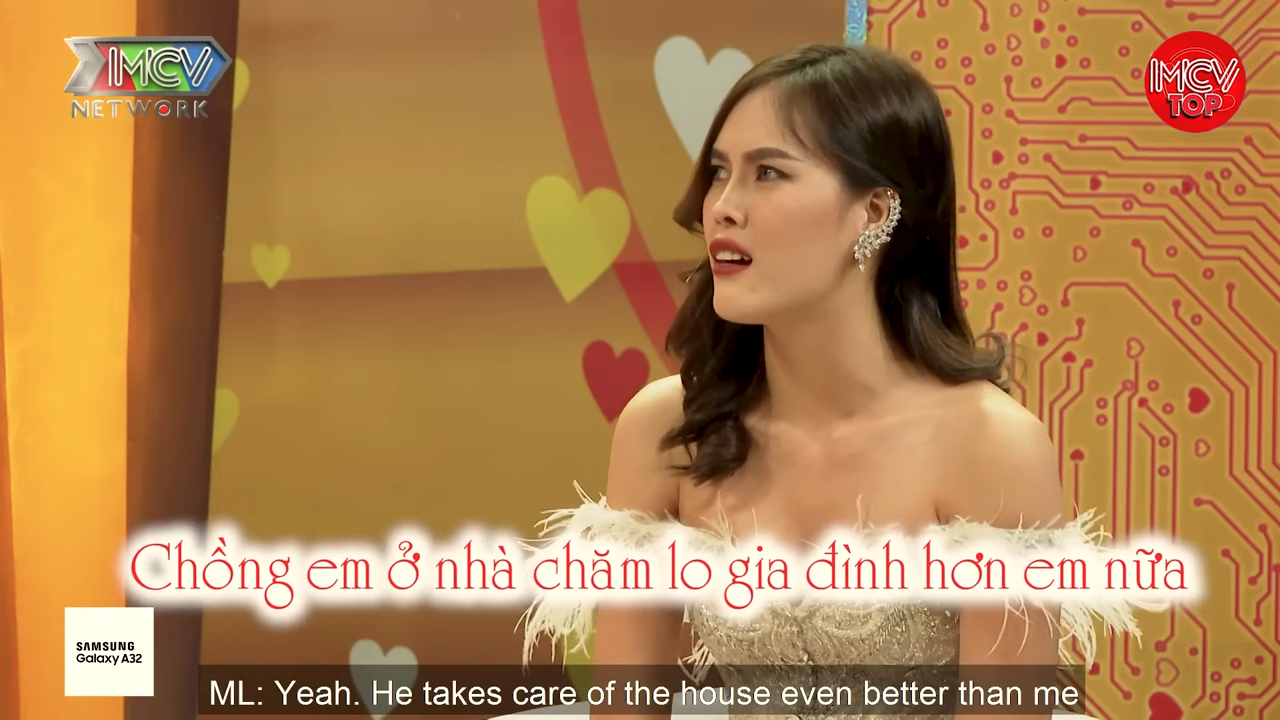 MCV
NETWORK
MCV
TOP
Chồng em ở nhà chăm lo gia đình hơn em nữa
SAMSUNG
Galaxy A32
ML: Yeah. He takes care of the house even better than me